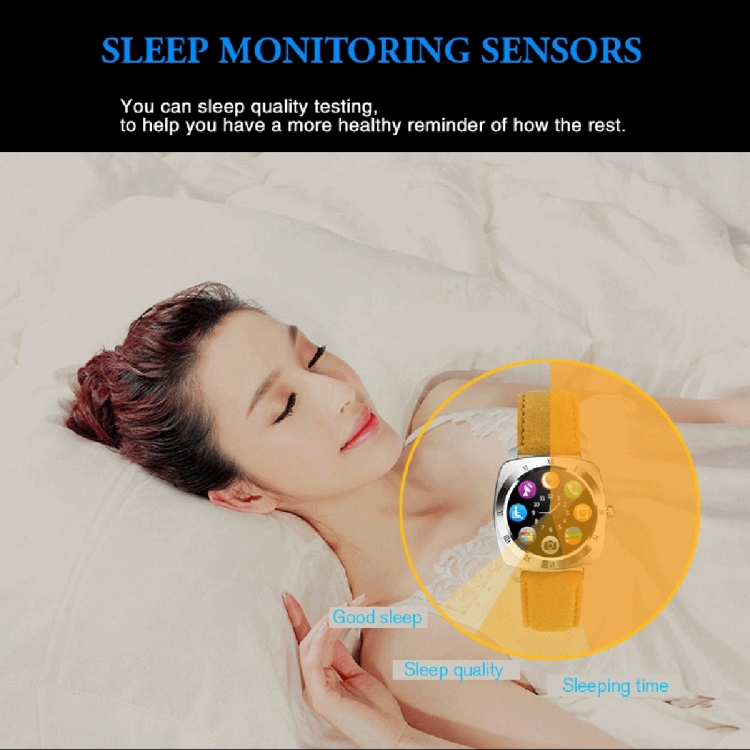 SLEEP MONITORING SENSORS
You can sleep quality testing,
to help you have a more healthy reminder of how the rest.
Good sleep
Sleep quality
Sleeping time